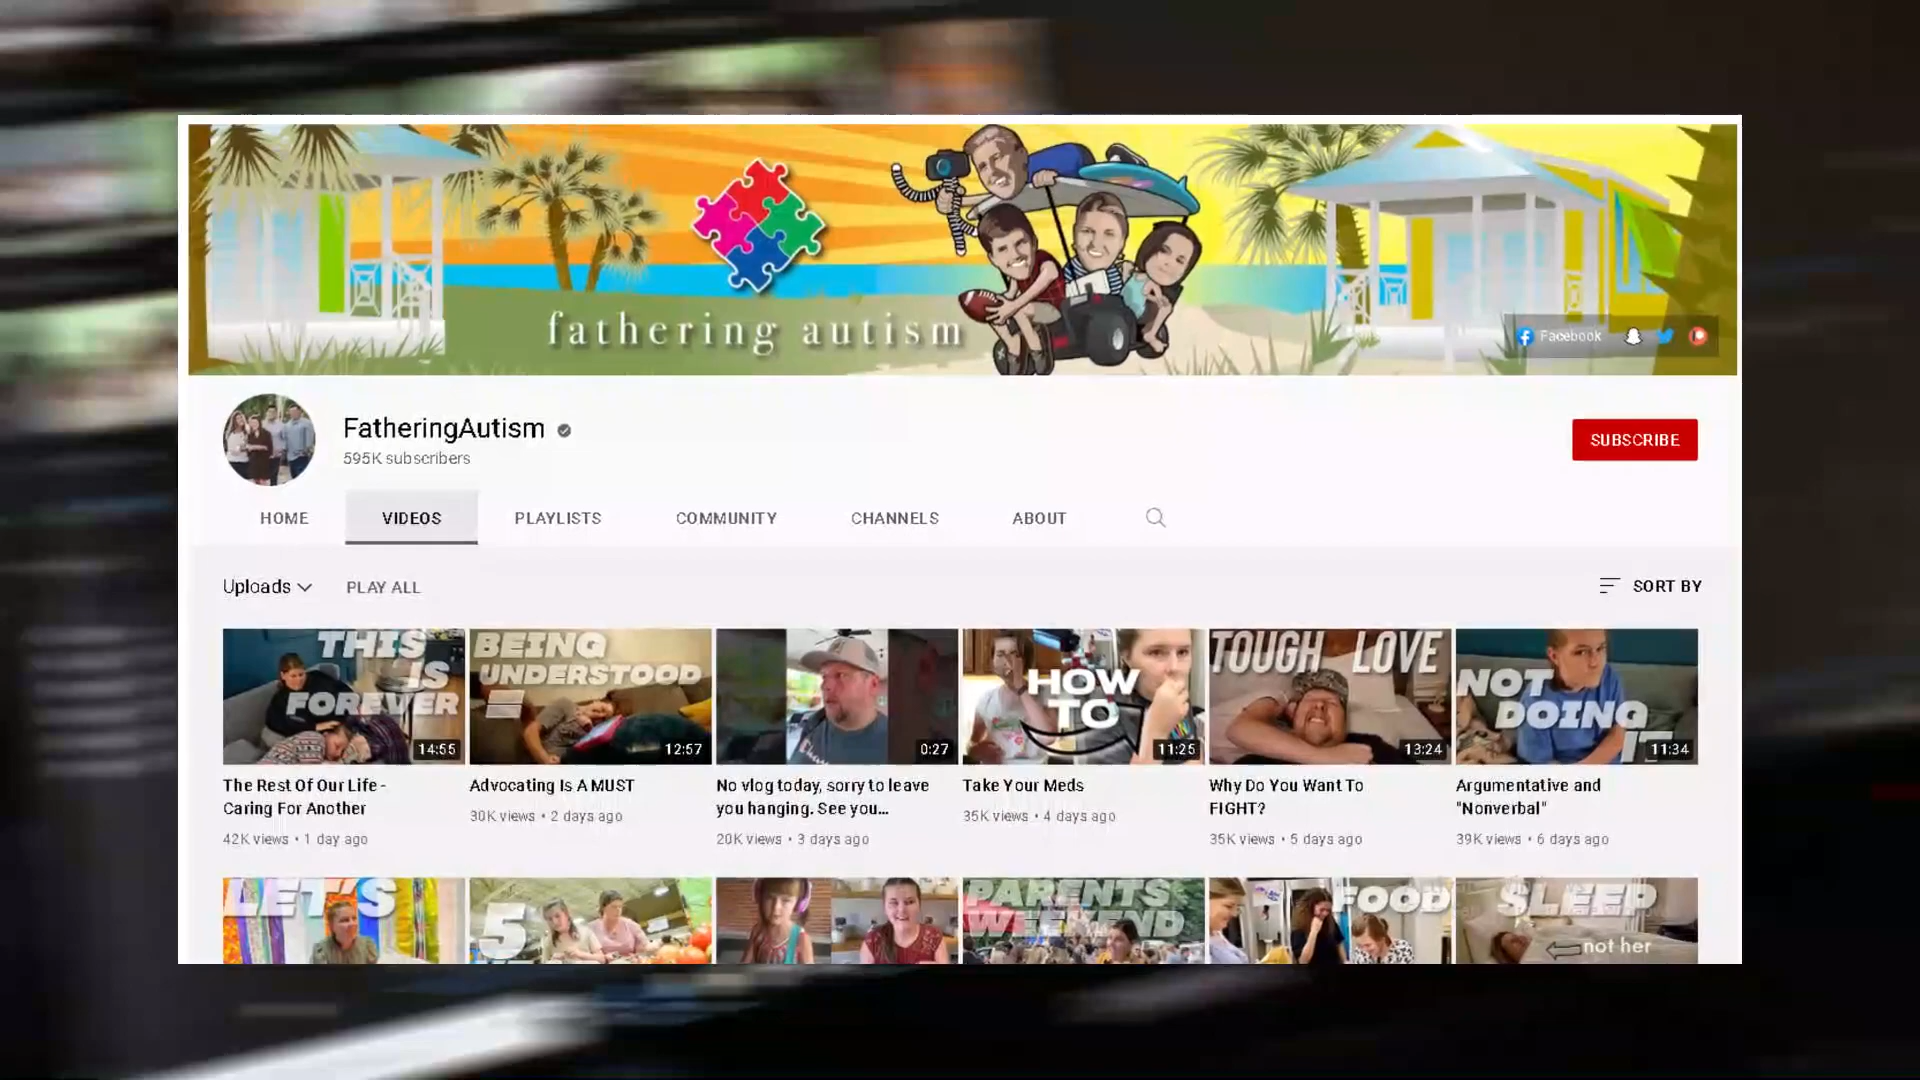 fathering autism
Facebook
FatheringAutism
595K subscribers
SUBSCRIBE
HOME
VIDEOS
PLAYLISTS
COMMUNITY
CHANNELS
ABOUT
Uploads
PLAY ALL
SORT BY
THIS
IS
FOREVER
14:55
BEING
UNDERSTOOD
12:57
0:27
HOW
TO
11:25
TOUGH LOVE
13:24
NOT
DOING
IT
11:34
The Rest Of Our Life -
Caring For Another
42K views • 1 day ago
Advocating Is A MUST
30K views • 2 days ago
No vlog today, sorry to leave
you hanging. See you...
20K views • 3 days ago
Take Your Meds
35K views • 4 days ago
Why Do You Want To
FIGHT?
35K views • 5 days ago
Argumentative and
"Nonverbal"
39K views • 6 days ago
LET'S
5
PARENTS
WEEKEND
FOOD
SLEEP
not her